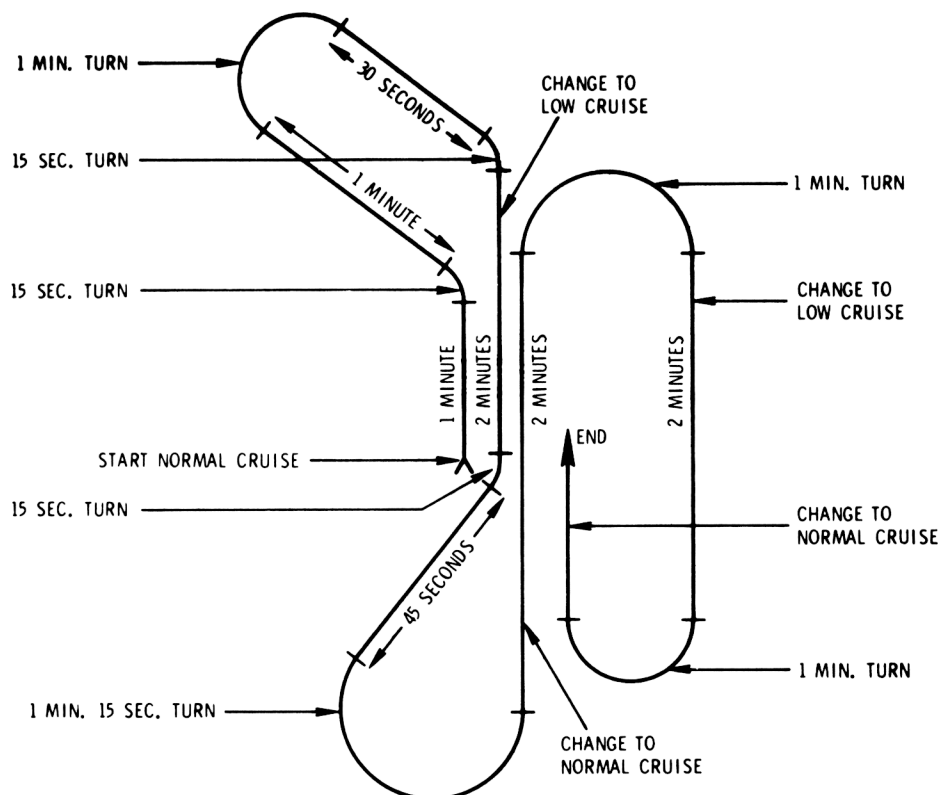 1 MIN. TURN
30 SECONDS
CHANGE TO
LOW CRUISE
15 SEC. TURN
1 MINUTE
1 MIN. TURN
15 SEC. TURN
CHANGE TO
LOW CRUISE
1 MINUTE
2 MINUTES
2 MINUTES
2 MINUTES
START NORMAL CRUISE
END
15 SEC. TURN
CHANGE TO
NORMAL CRUISE
45 SECONDS
1 MIN. TURN
1 MIN. 15 SEC. TURN
CHANGE TO
NORMAL CRUISE